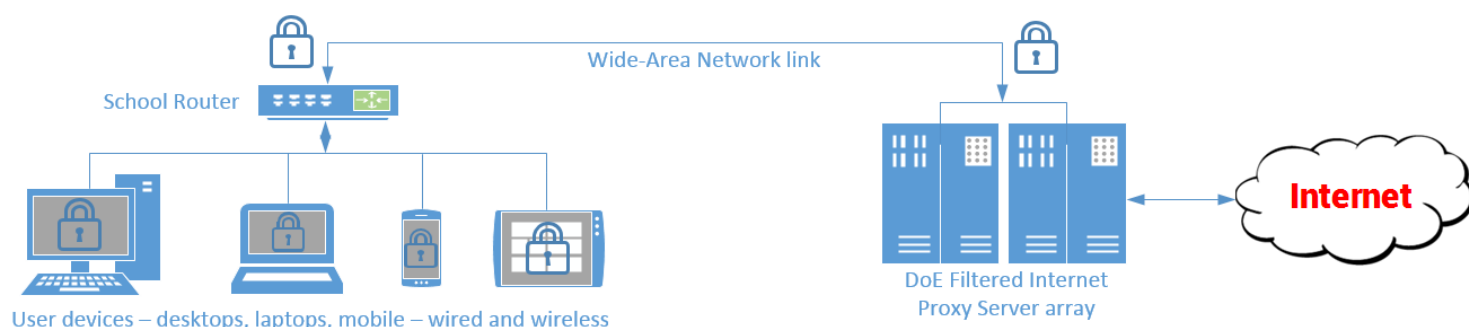 Wide-Area Network link
School Router
Internet
DoE Filtered Internet
Proxy Server array
User devices – desktops, laptops, mobile – wired and wireless